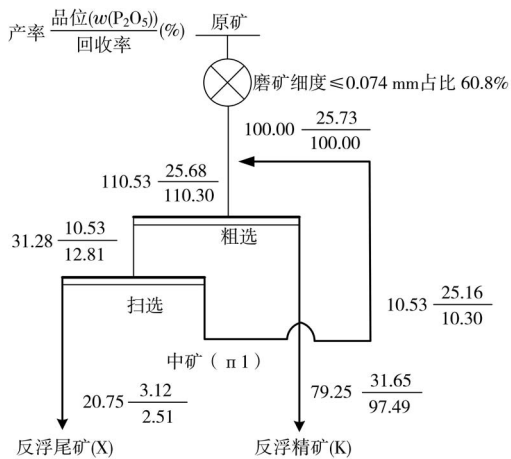 产率 品位(w(P₂O₅)) / 回收率 (%)
原矿
磨矿细度≤0.074 mm占比 60.8%
100.00 25.73 / 100.00
110.53 25.68 / 110.30
粗选
31.28 10.53 / 12.81
扫选
10.53 25.16 / 10.30
中矿(п1)
20.75 3.12 / 2.51
79.25 31.65 / 97.49
反浮尾矿(X)
反浮精矿(K)